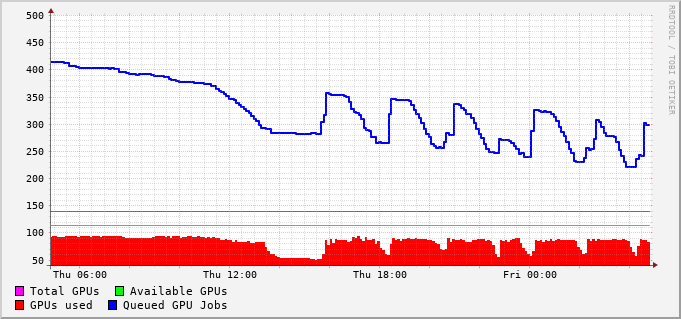 500
450
400
350
300
250
200
150
100
50
Thu 06:00 Thu 12:00 Thu 18:00 Fri 00:00
Total GPUs Available GPUs
GPUs used Queued GPU Jobs
RRDTOOL / TOBI OETIKER